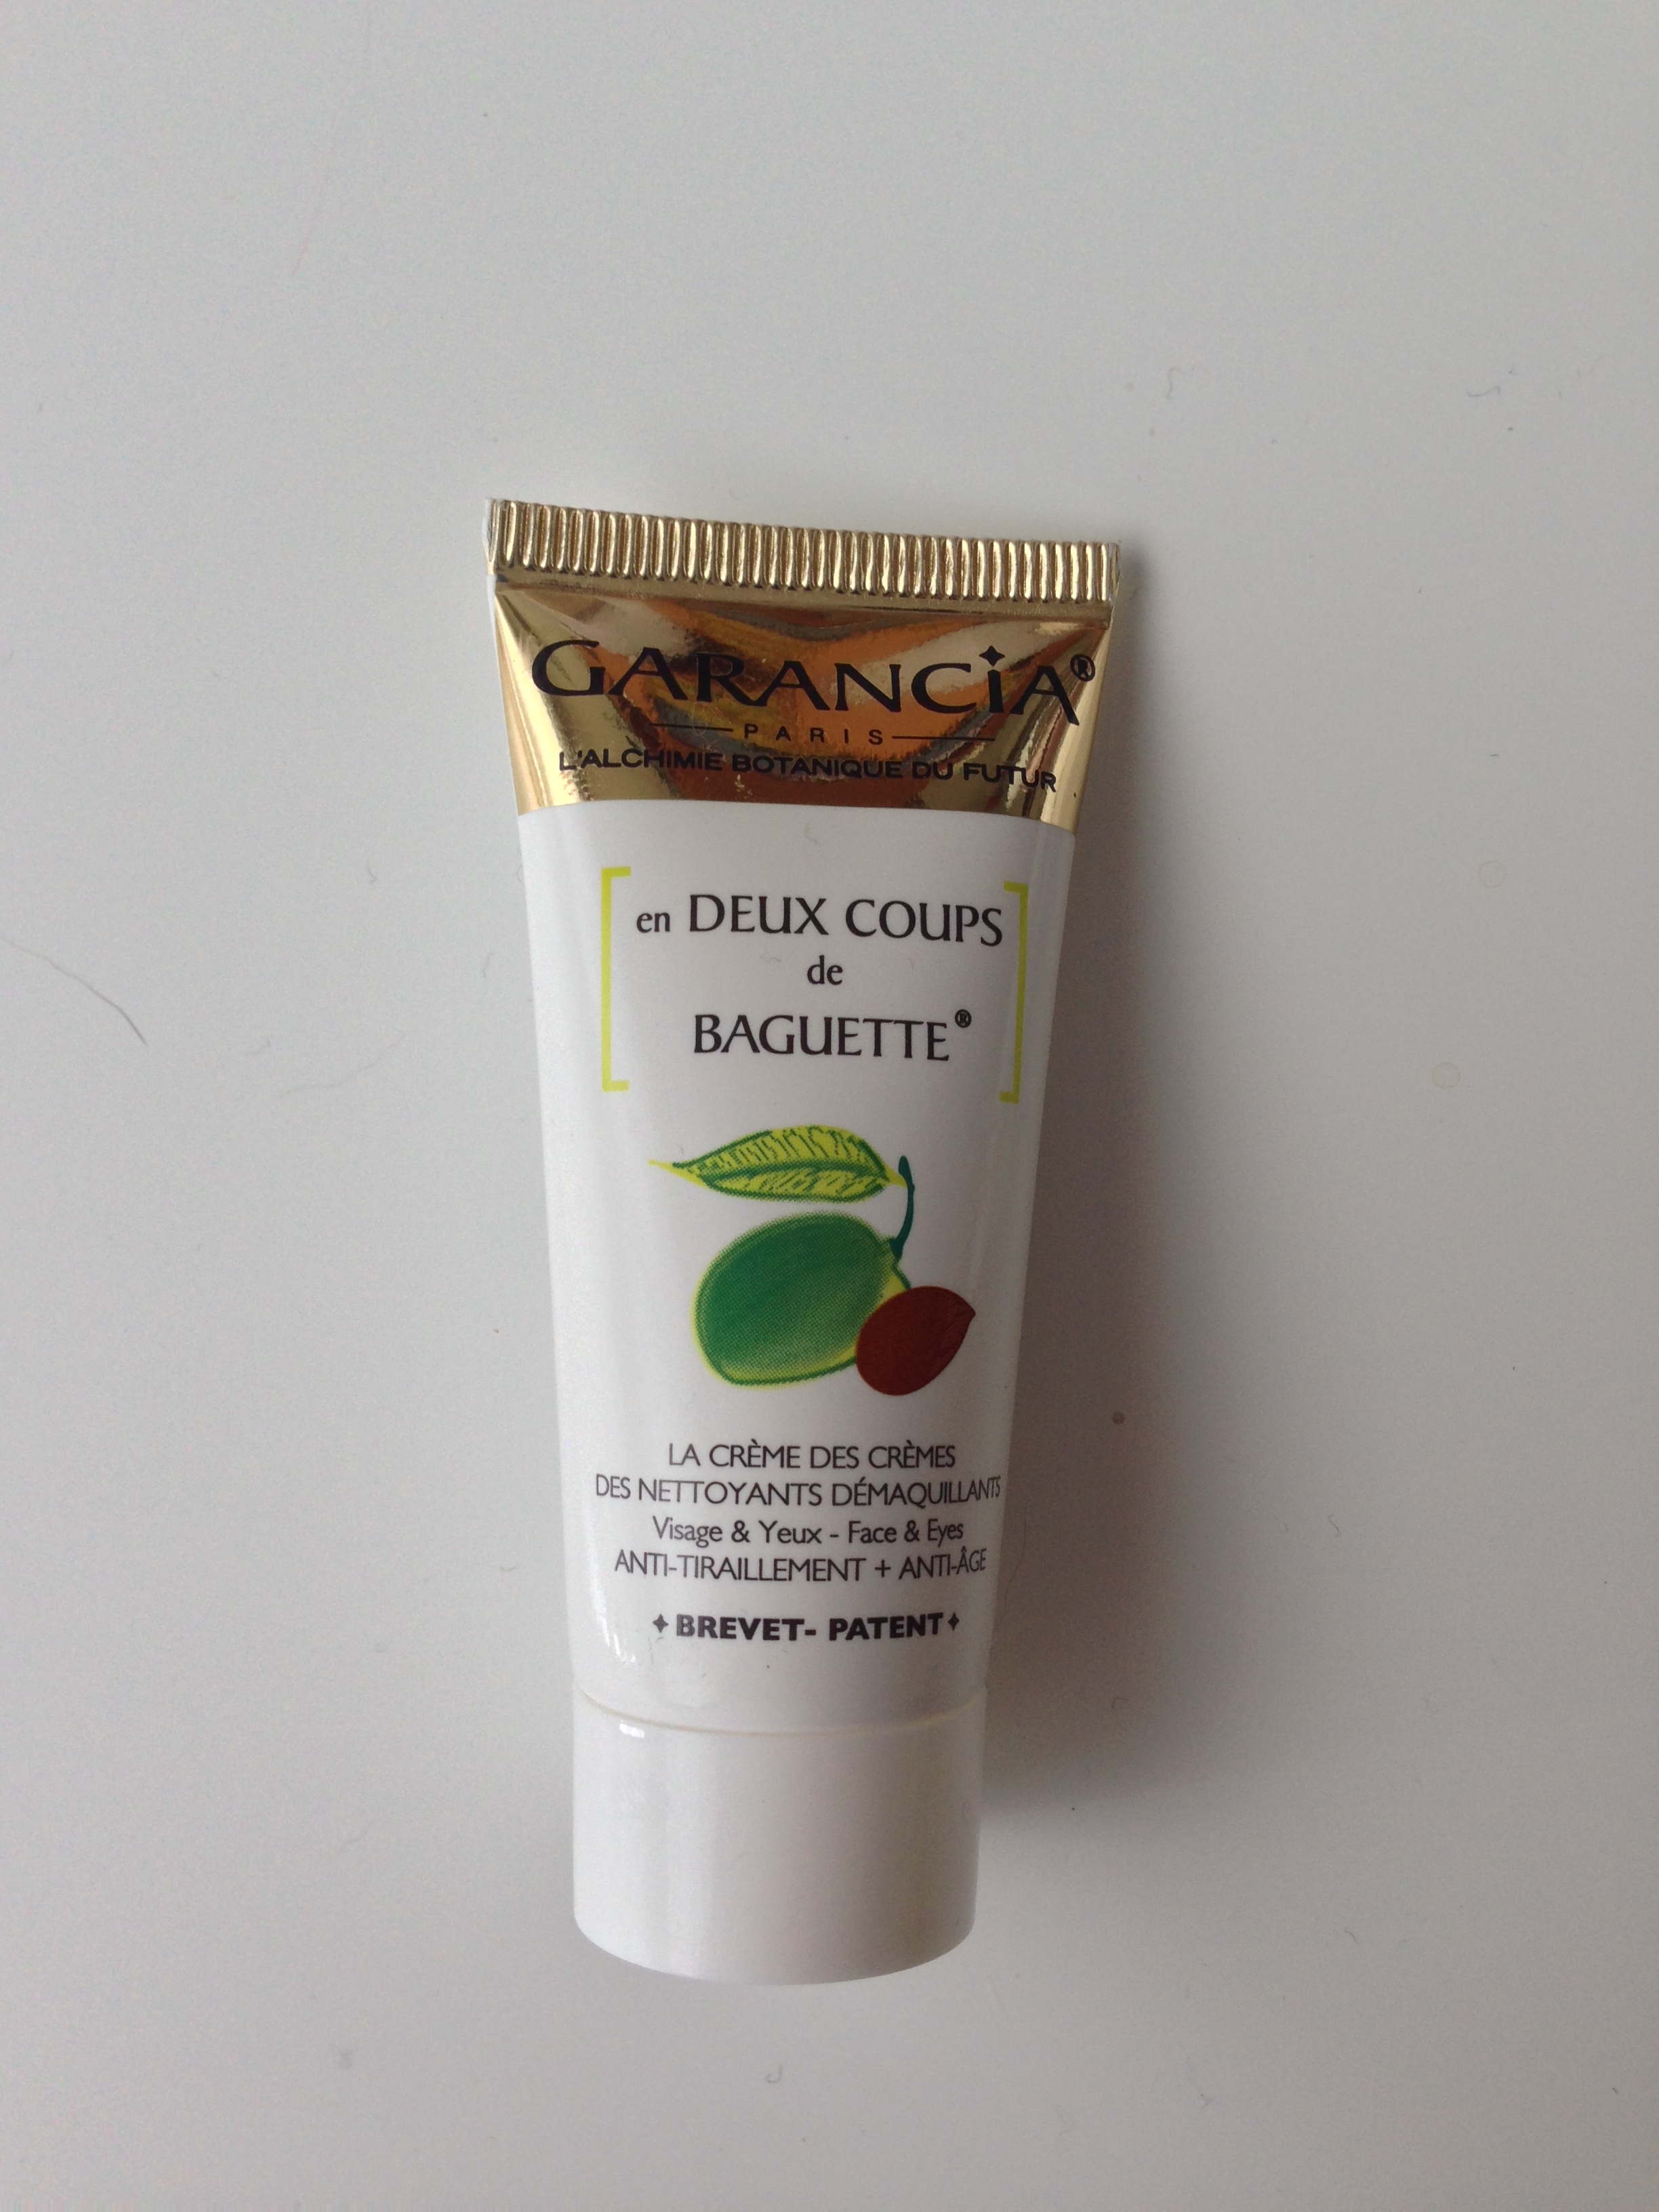 GARANCiA®
PARIS
L'ALCHIMIE BOTANIQUE DU FUTUR
en DEUX COUPS
de
BAGUETTE®
LA CRÈME DES CRÈMES
DES NETTOYANTS DÉMAQUILLANTS
Visage & Yeux - Face & Eyes
ANTI-TIRAILLEMENT + ANTI-ÂGE
BREVET- PATENT